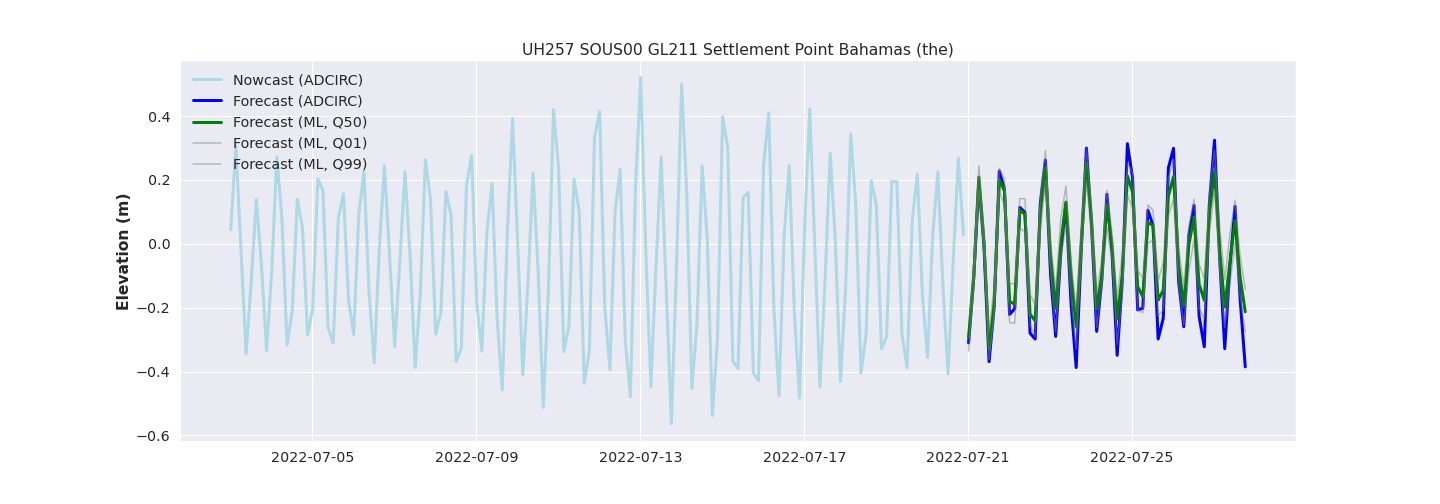 UH257 SOUS00 GL211 Settlement Point Bahamas (the)
Nowcast (ADCIRC)
Forecast (ADCIRC)
Forecast (ML, Q50)
Forecast (ML, Q01)
Forecast (ML, Q99)
Elevation (m)
0.4
0.2
0.0
−0.2
−0.4
−0.6
2022-07-05
2022-07-09
2022-07-13
2022-07-17
2022-07-21
2022-07-25